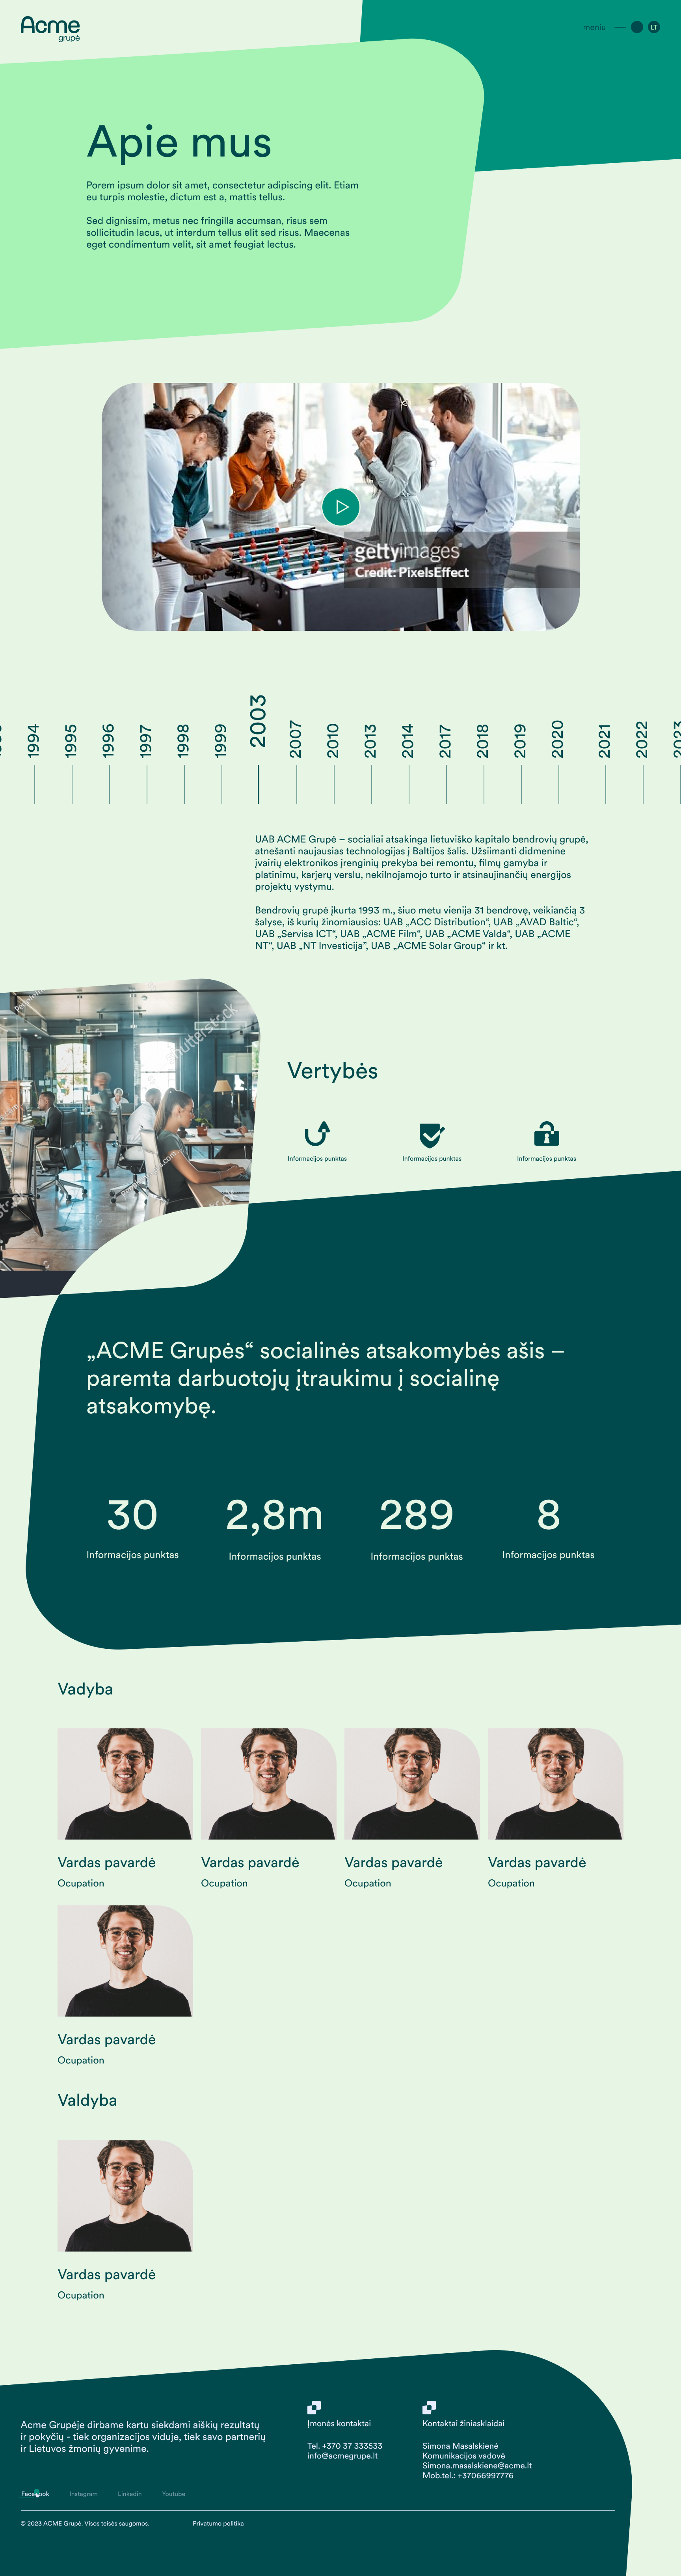 Acme
grupė
meniu
LT
Apie mus
Porem ipsum dolor sit amet, consectetur adipiscing elit. Etiam
eu turpis molestie, dictum est a, mattis tellus.
Sed dignissim, metus nec fringilla accumsan, risus sem
sollicitudin lacus, ut interdum tellus elit sed risus. Maecenas
eget condimentum velit, sit amet feugiat lectus.
gettyimages
Credit: PixelsEffect
1994
1995
1996
1997
1998
1999
2003
2007
2010
2013
2014
2017
2018
2019
2020
2021
2022
2023
UAB ACME Grupė – socialiai atsakinga lietuviško kapitalo bendrovių grupė,
atnešanti naujausias technologijas į Baltijos šalis. Užsiimanti didmenine
įvairių elektronikos įrenginių prekyba bei remontu, filmų gamyba ir
platinimu, karjerų verslu, nekilnojamojo turto ir atsinaujinančių energijos
projektų vystymu.
Bendrovių grupė įkurta 1993 m., šiuo metu vienija 31 bendrovę, veikiančią 3
šalyse, iš kurių žinomiausios: UAB „ACC Distribution“, UAB „AVAD Baltic“,
UAB „Servisa ICT“, UAB „ACME Film“, UAB „ACME Valda“, UAB „ACME
NT“, UAB „NT Investicija”, UAB „ACME Solar Group“ ir kt.
shutterstock
Vertybės
Informacijos punktas
Informacijos punktas
Informacijos punktas
„ACME Grupės“ socialinės atsakomybės ašis –
paremta darbuotojų įtraukimu į socialinę
atsakomybę.
30
2,8m
289
8
Informacijos punktas
Informacijos punktas
Informacijos punktas
Informacijos punktas
Vadyba
Vardas pavardė
Vardas pavardė
Vardas pavardė
Vardas pavardė
Ocupation
Ocupation
Ocupation
Ocupation
Vardas pavardė
Ocupation
Valdyba
Vardas pavardė
Ocupation
Acme Grupėje dirbame kartu siekdami aiškių rezultatų
ir pokyčių - tiek organizacijos viduje, tiek savo partnerių
ir Lietuvos žmonių gyvenime.
Įmonės kontaktai
Tel. +370 37 333533
info@acmegrupe.lt
Kontaktai žiniasklaidai
Simona Masalskienė
Komunikacijos vadovė
Simona.masalskiene@acme.lt
Mob.tel.: +37066997776
Facebook
Instagram
Linkedin
Youtube
© 2023 ACME Grupė. Visos teisės saugomos.
Privatumo politika